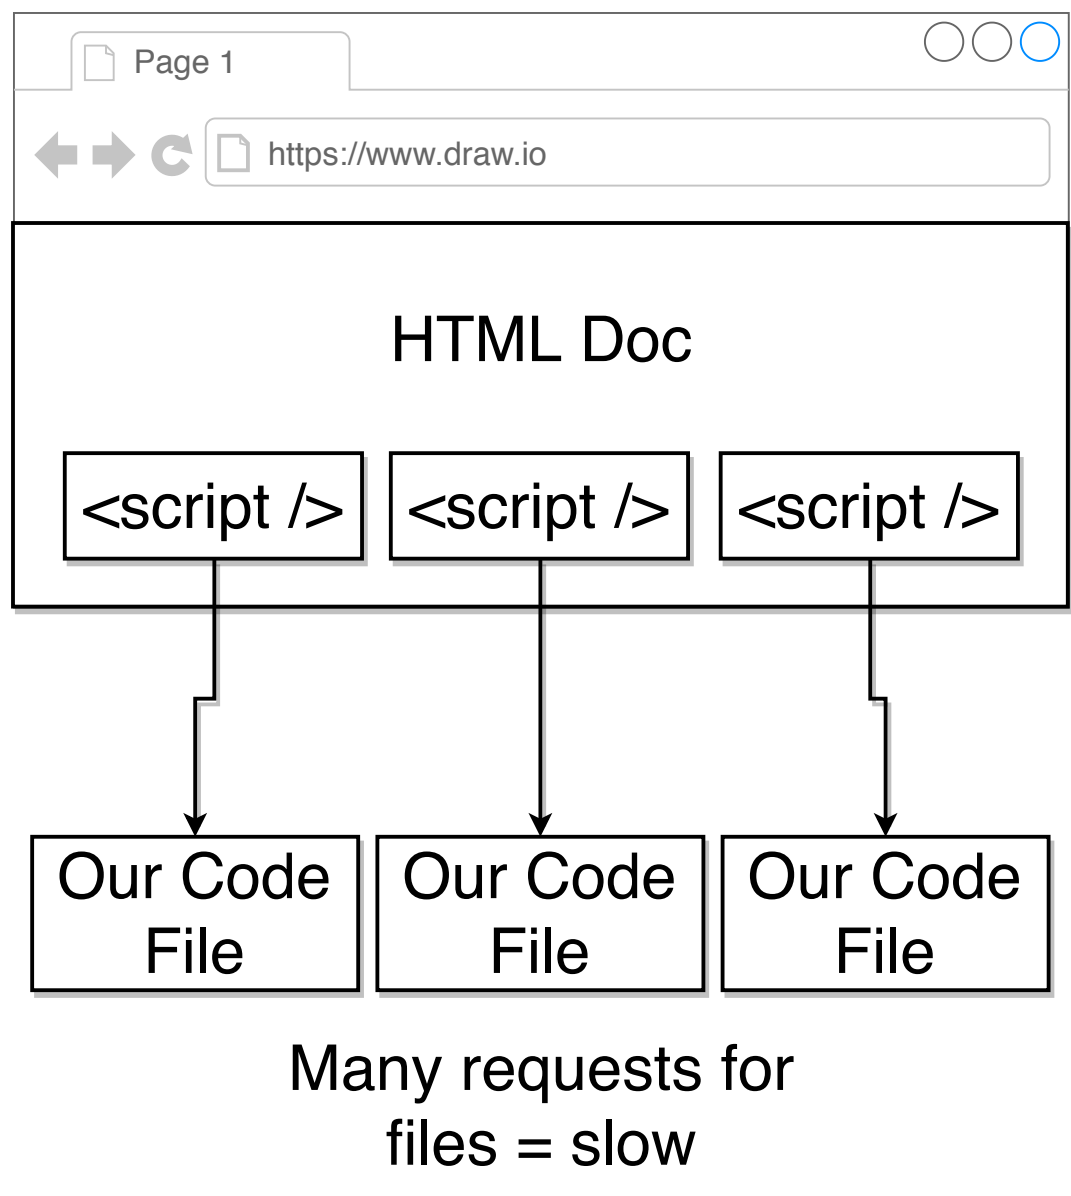 Page 1
https://www.draw.io
HTML Doc
<script />
<script />
<script />
Our Code
File
Our Code
File
Our Code
File
Many requests for
files = slow